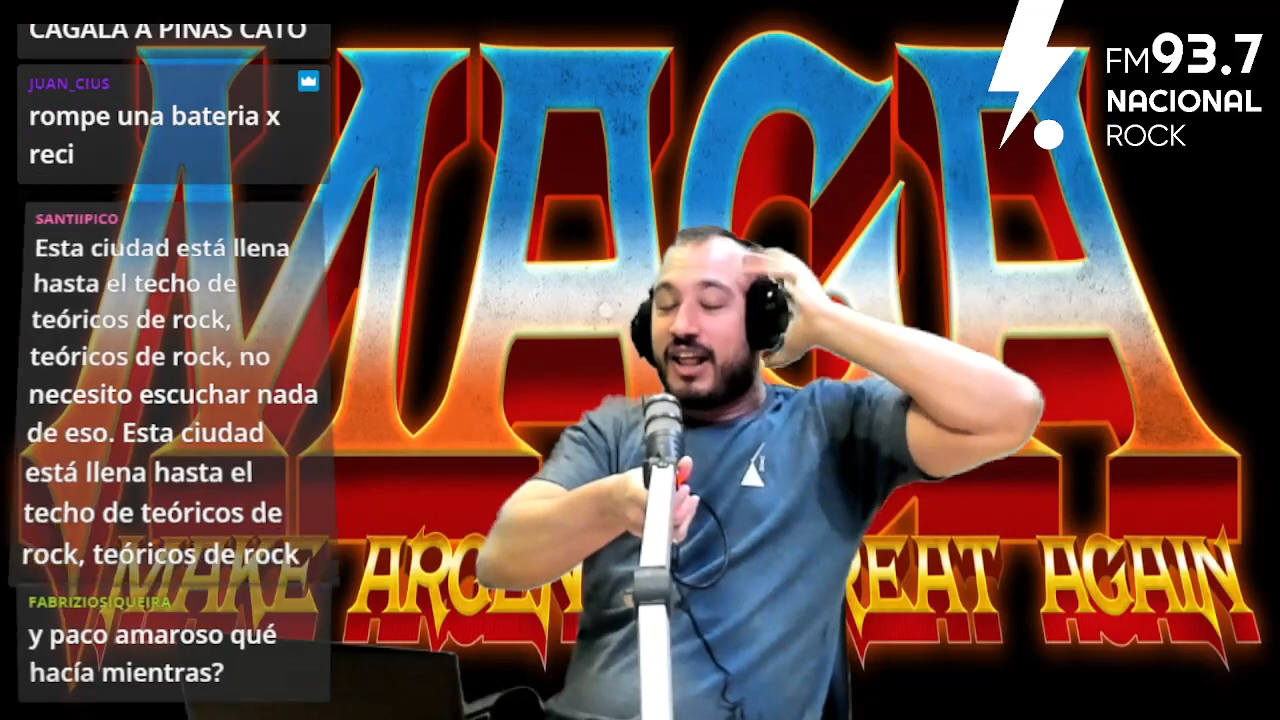 CAGALA A PIÑAS CATO
JUAN_CIUS
rompe una bateria x
reci
SANTIIPICO
Esta ciudad está llena
hasta el techo de
teóricos de rock,
teóricos de rock, no
necesito escuchar nada
de eso. Esta ciudad
está llena hasta el
techo de teóricos de
rock, teóricos de rock
FABRIZIOSIQUEIRA
y paco amaroso qué
hacía mientras?
MAGA
MAKE ARGEN REAT AGAIN
FM 93.7
NACIONAL
ROCK